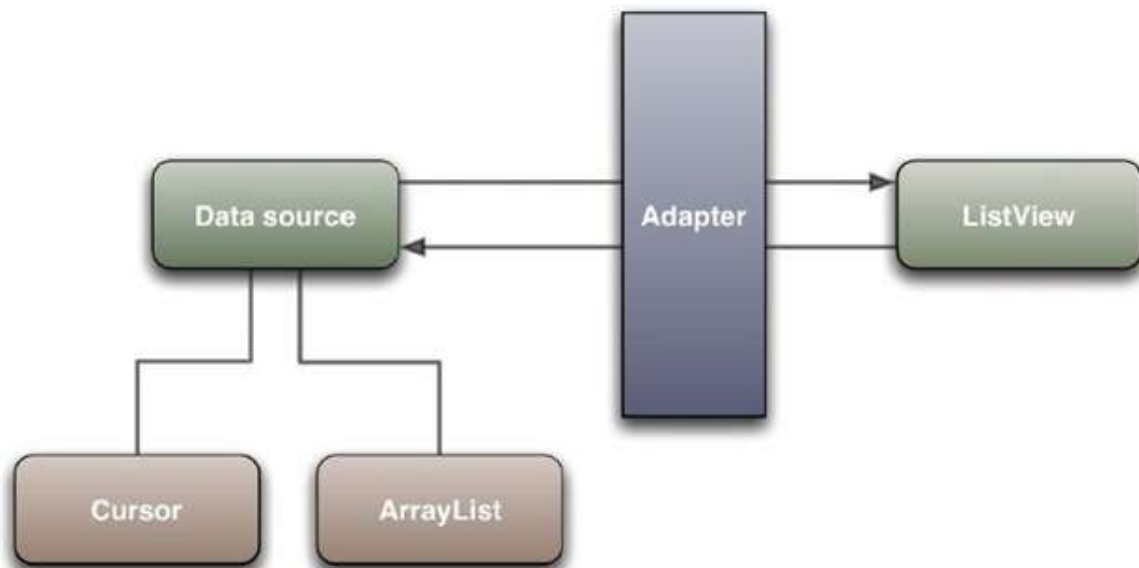 Data source
Adapter
ListView
Cursor
ArrayList